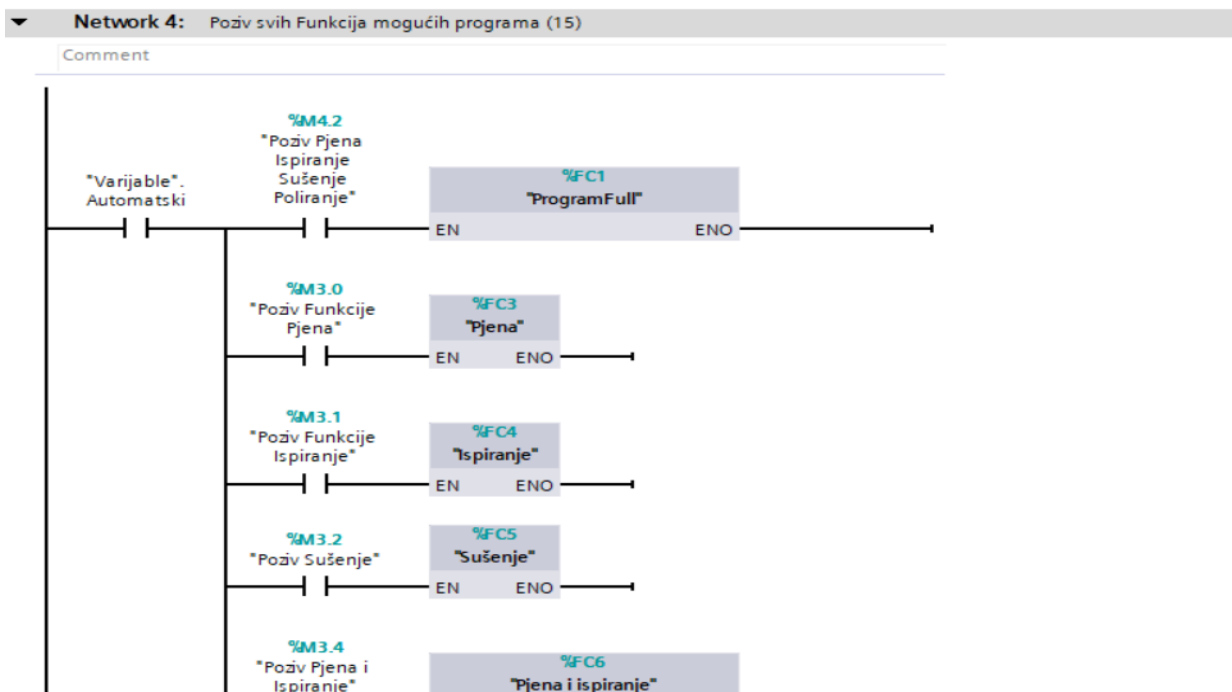 Network 4: Poziv svih Funkcija mogućih programa (15)
Comment
%M4.2
"Poziv Pjena
Ispiranje
Sušenje
Poliranje"
"Varijable".
Automatski
%FC1
"ProgramFull"
EN
ENO
%M3.0
"Poziv Funkcije
Pjena"
%FC3
"Pjena"
EN
ENO
%M3.1
"Poziv Funkcije
Ispiranje"
%FC4
"Ispiranje"
EN
ENO
%M3.2
"Poziv Sušenje"
%FC5
"Sušenje"
EN
ENO
%M3.4
"Poziv Pjena i
Ispiranje"
%FC6
"Pjena i ispiranje"